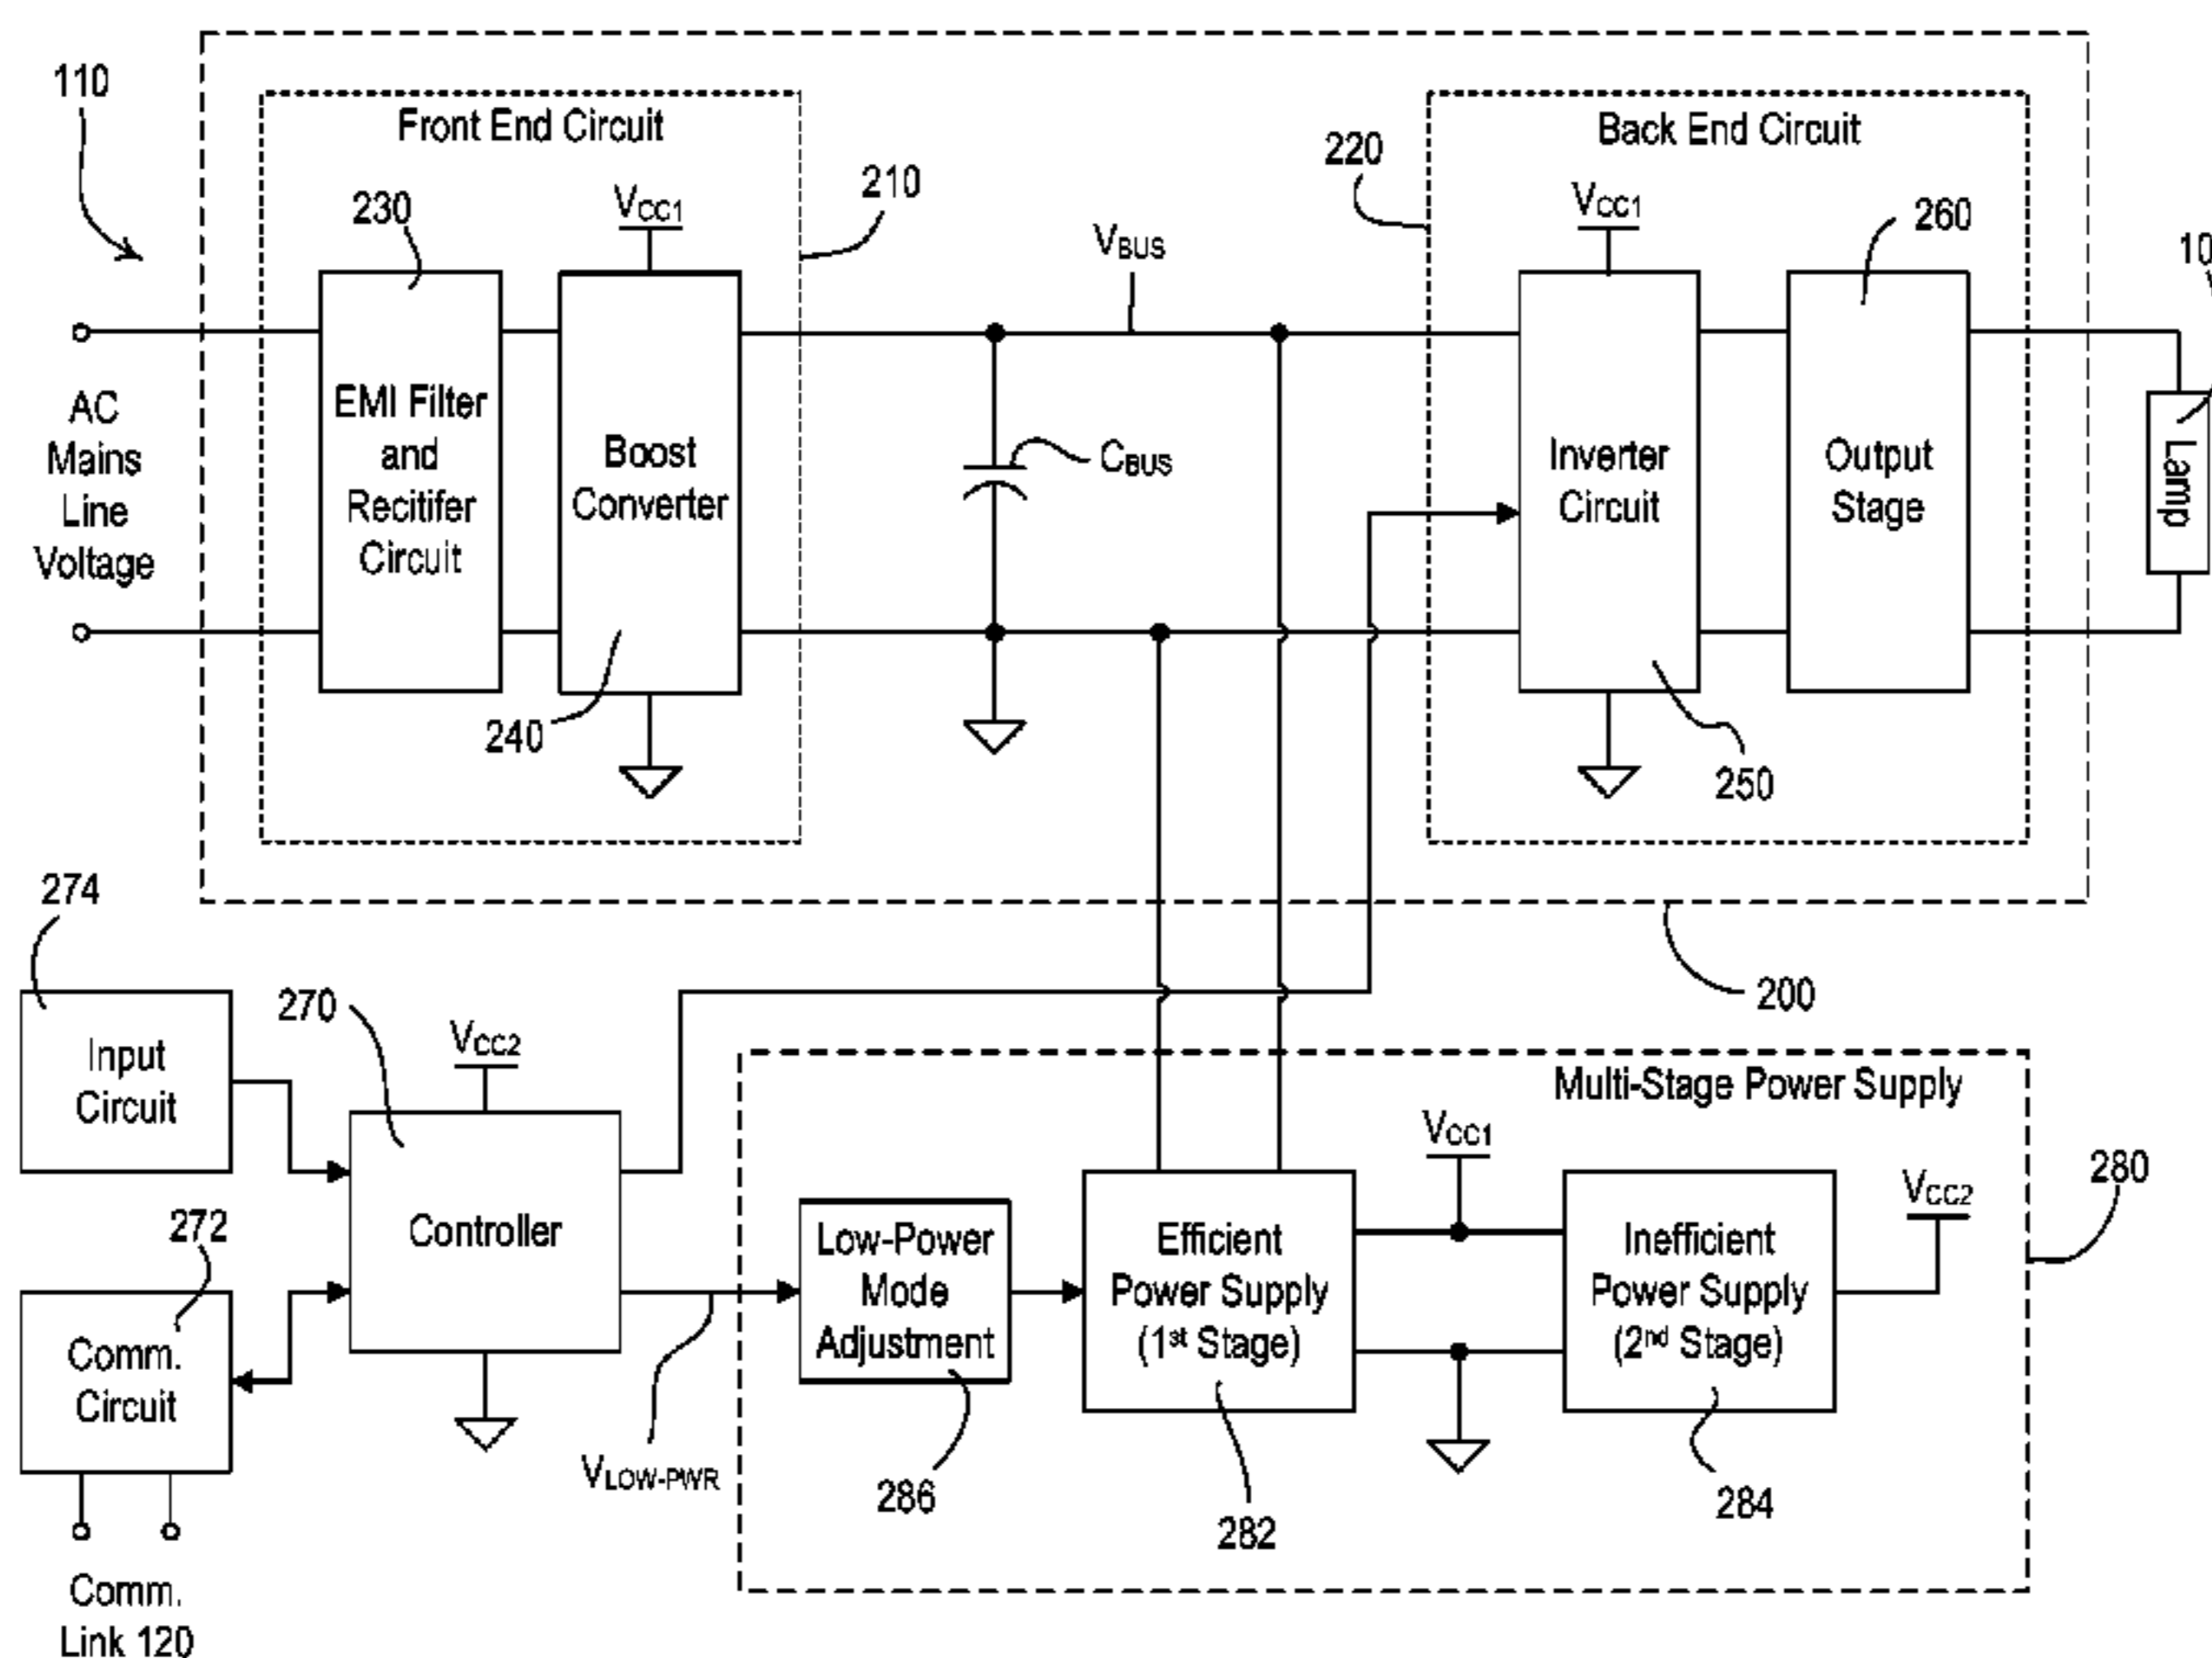 110
Front End Circuit
230
VCC1
210
EMI Filter
and
Recitifer
Circuit
Boost
Converter
240
AC
Mains
Line
Voltage
VBUS
CBUS
220
Back End Circuit
VCC1
260
Inverter
Circuit
Output
Stage
250
10
Lamp
200
274
Input
Circuit
270
VCC2
Controller
272
Comm.
Circuit
Comm.
Link 120
VLOW-PWR
Multi-Stage Power Supply
280
Low-Power
Mode
Adjustment
286
Efficient
Power Supply
(1st Stage)
282
VCC1
Inefficient
Power Supply
(2nd Stage)
284
VCC2